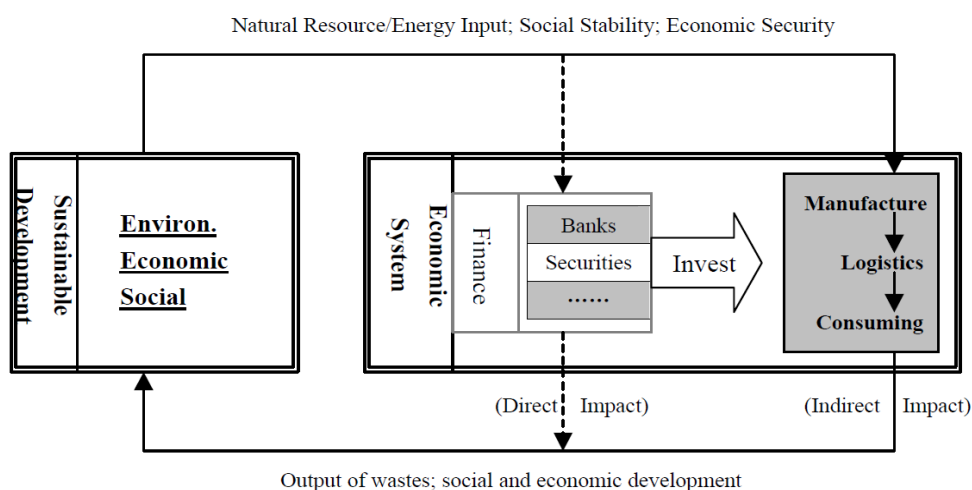 Natural Resource/Energy Input; Social Stability; Economic Security
Sustainable
Development
Environ.
Economic
Social
Economic
System
Finance
Banks
Securities
……
Invest
Manufacture
Logistics
Consuming
(Direct Impact)
(Indirect Impact)
Output of wastes; social and economic development